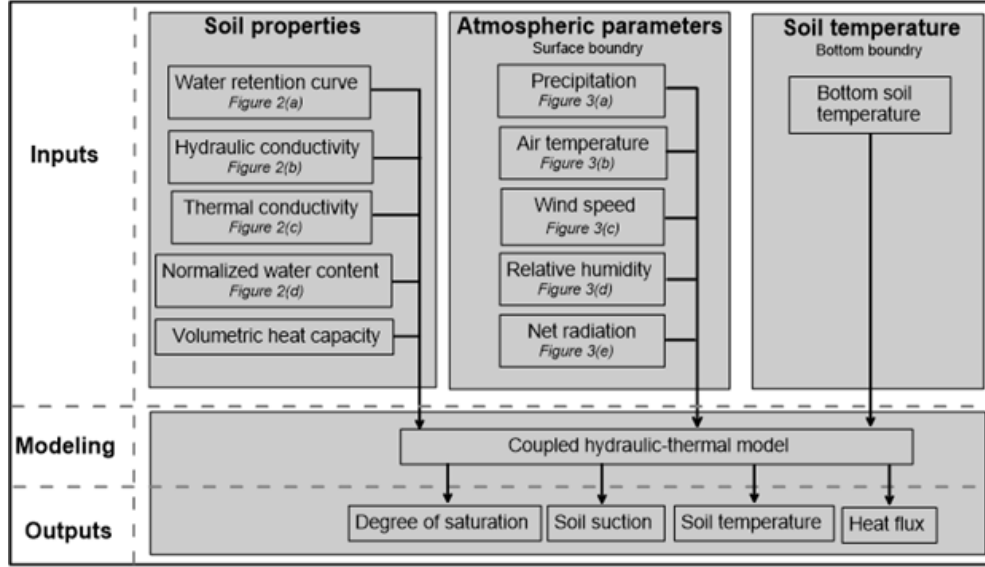 Soil properties
Water retention curve
Figure 2(a)
Hydraulic conductivity
Figure 2(b)
Thermal conductivity
Figure 2(c)
Normalized water content
Figure 2(d)
Volumetric heat capacity
Atmospheric parameters
Surface boundry
Precipitation
Figure 3(a)
Air temperature
Figure 3(b)
Wind speed
Figure 3(c)
Relative humidity
Figure 3(d)
Net radiation
Figure 3(e)
Soil temperature
Bottom boundry
Bottom soil
temperature
Inputs
Modeling
Coupled hydraulic-thermal model
Outputs
Degree of saturation
Soil suction
Soil temperature
Heat flux